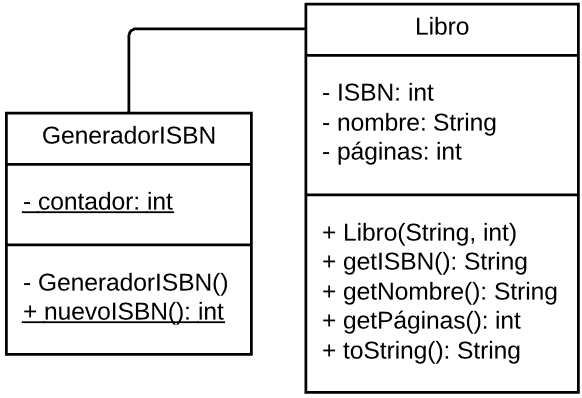 Libro
- ISBN: int
- nombre: String
- páginas: int
+ Libro(String, int)
+ getISBN(): String
+ getNombre(): String
+ getPáginas(): int
+ toString(): String
GeneradorISBN
- contador: int
- GeneradorISBN()
+ nuevoISBN(): int